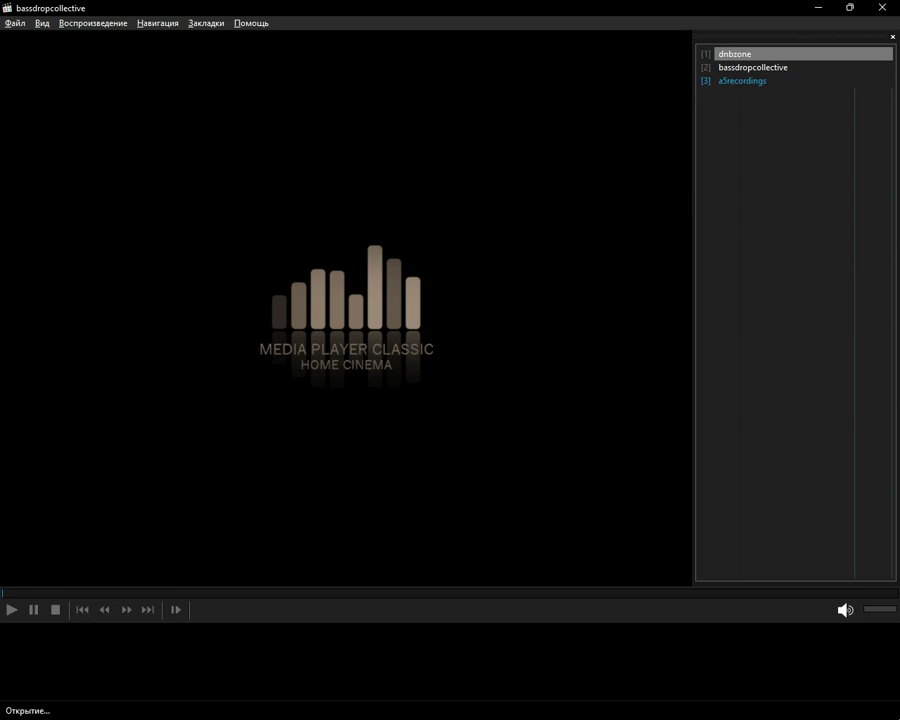 bassdropcollective
Файл Вид Воспроизведение Навигация Закладки Помощь
[1] dnbzone
[2] bassdropcollective
[3] a5recordings
MEDIA PLAYER CLASSIC
HOME CINEMA
Открытие...